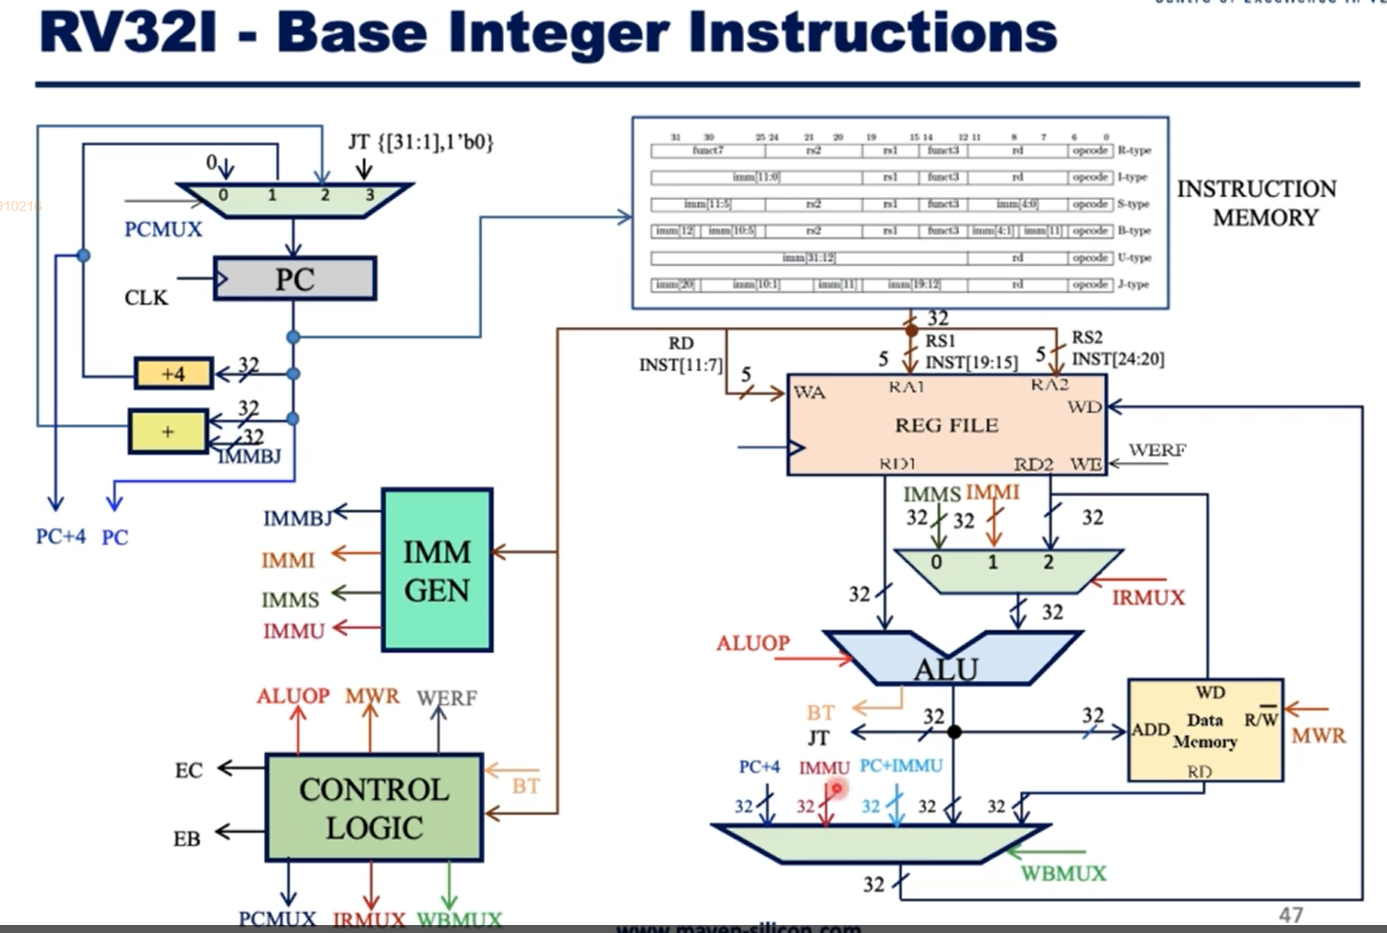 RV32I - Base Integer Instructions
JT {[31:1],1'b0}
0
0 1 2 3
PCMUX
PC
CLK
32
+4
32
+
32
IMMBJ
PC+4 PC
31 30 25 24 21 20 19 15 14 12 11 8 7 6 0
funct7 rs2 rs1 funct3 rd opcode R-type
imm[11:0] rs1 funct3 rd opcode I-type
imm[11:5] rs2 rs1 funct3 imm[4:0] opcode S-type
imm[12] imm[10:5] rs2 rs1 funct3 imm[4:1] imm[11] opcode B-type
imm[31:12] rd opcode U-type
imm[20] imm[10:1] imm[11] imm[19:12] rd opcode J-type
INSTRUCTION
MEMORY
32
RD
INST[11:7]
5
RS1
INST[19:15]
5
RS2
INST[24:20]
5
WA RA1 RA2
WD
REG FILE
RD1 RD2 WE
WERF
IMMS IMMI
32 32 32
0 1 2
IRMUX
32
32
ALUOP
ALU
BT
JT
32
32
WD
ADD Data R/W
Memory
RD
MWR
PC+4 IMMU PC+IMMU
32 32 32 32 32
WBMUX
32
IMMBJ
IMMI
IMMS
IMMU
IMM
GEN
ALUOP MWR WERF
EC
EB
CONTROL
LOGIC
BT
PCMUX IRMUX WBMUX
47
www.maven-silicon.com